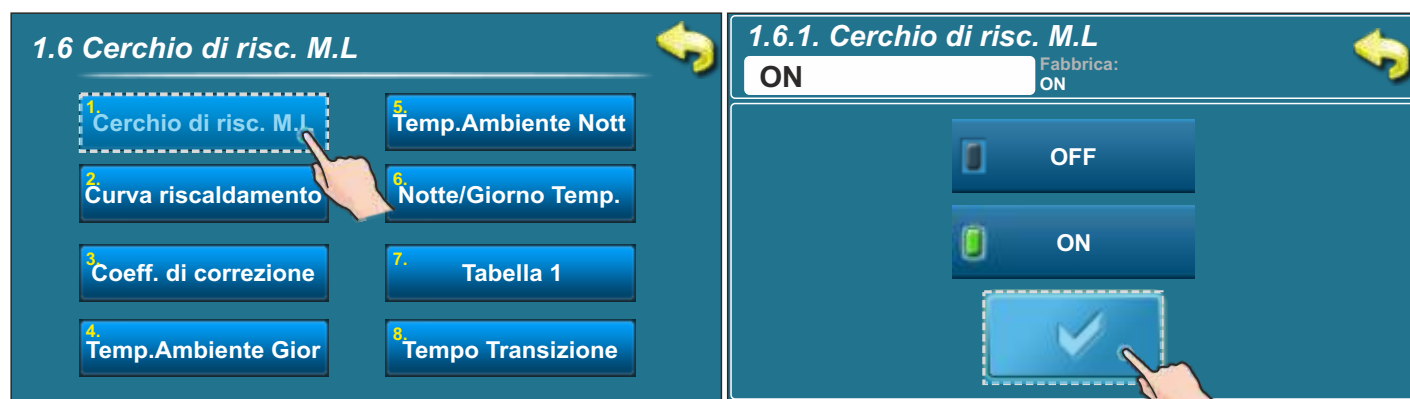 1.6 Cerchio di risc. M.L
1.
Cerchio di risc. M.L
2.
Curva riscaldamento
3.
Coeff. di correzione
4.
Temp.Ambiente Gior
5.
Temp.Ambiente Nott
6.
Notte/Giorno Temp.
7.
Tabella 1
8.
Tempo Transizione
1.6.1. Cerchio di risc. M.L
ON
Fabbrica:
ON
OFF
ON